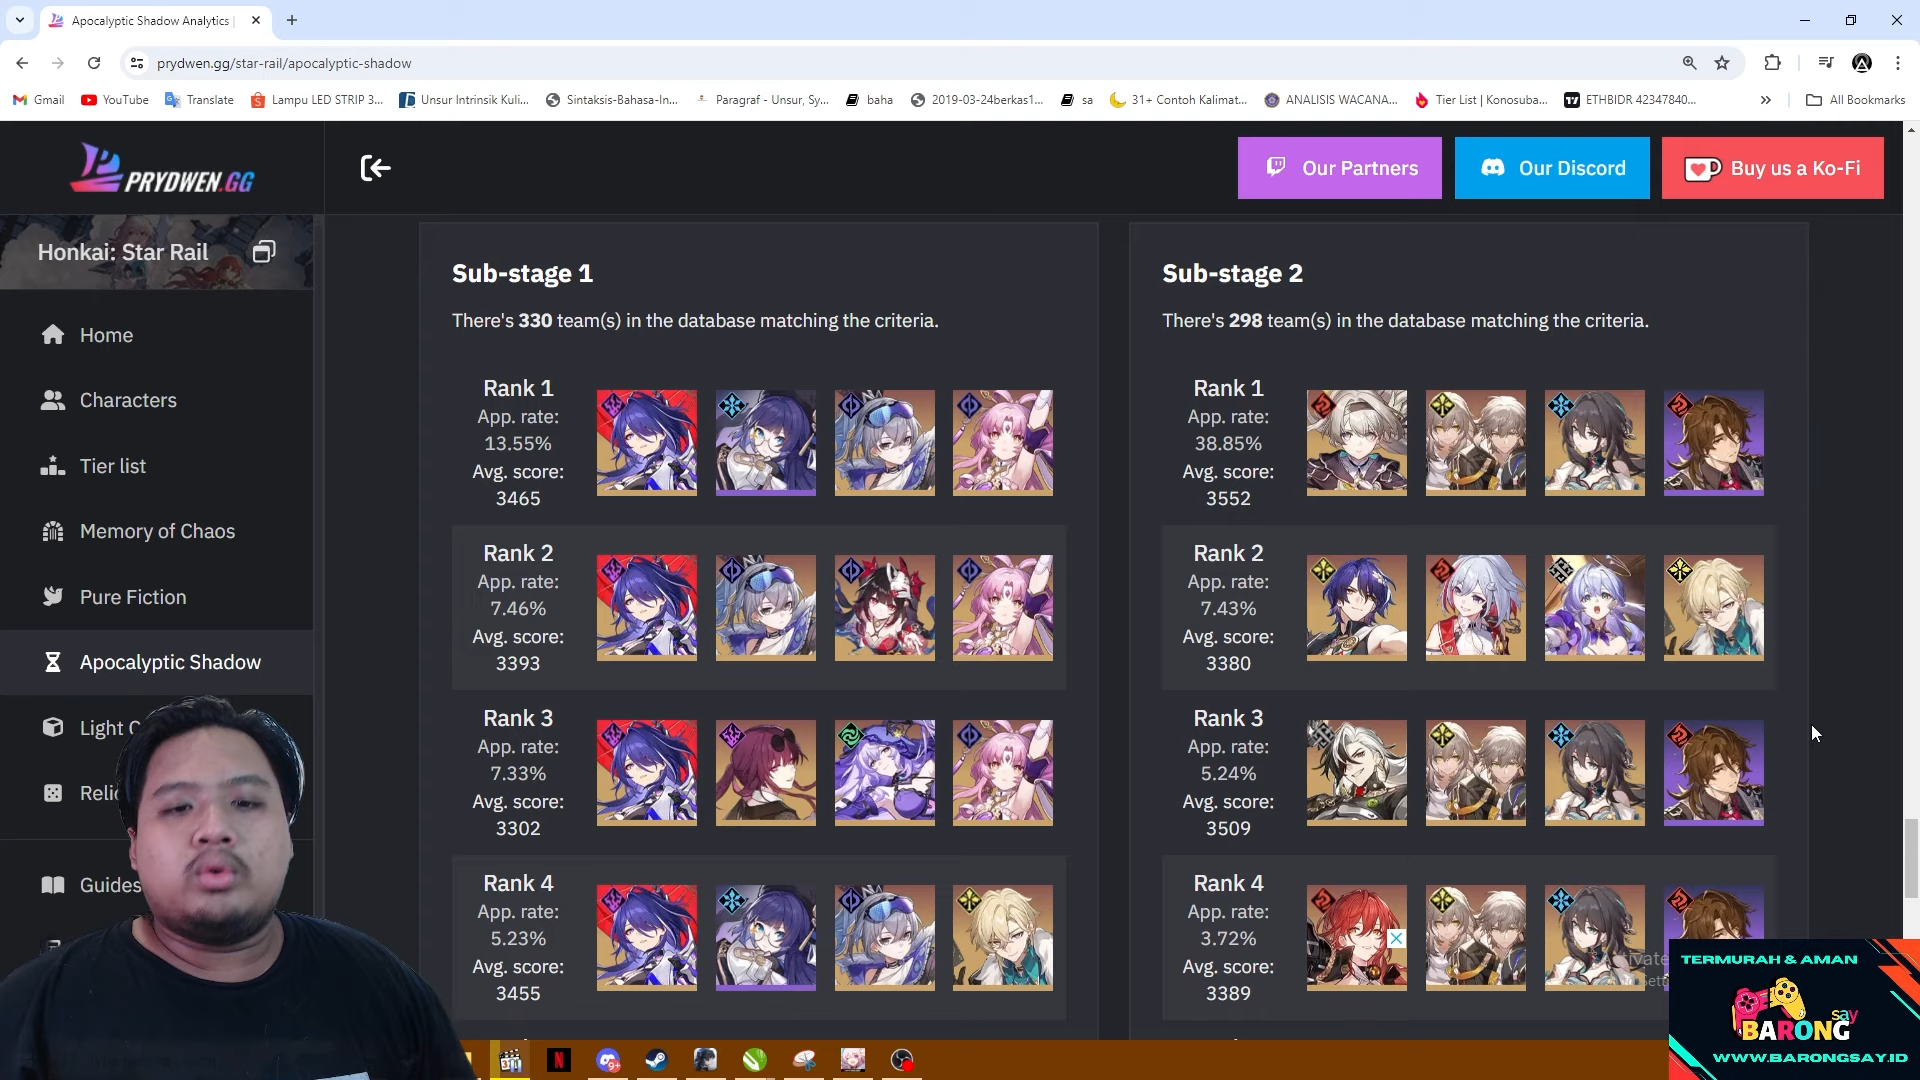 Apocalyptic Shadow Analytics |
prydwen.gg/star-rail/apocalyptic-shadow
Gmail
YouTube
Translate
Lampu LED STRIP 3...
Unsur Intrinsik Kuli...
Sintaksis-Bahasa-In...
Paragraf - Unsur, Sy...
baha
2019-03-24berkas1...
sa
31+ Contoh Kalimat...
ANALISIS WACANA...
Tier List | Konosuba...
ETHBIDR 42347840...
All Bookmarks
PRYDWEN.GG
Our Partners
Our Discord
Buy us a Ko-Fi
Honkai: Star Rail
Home
Characters
Tier list
Memory of Chaos
Pure Fiction
Apocalyptic Shadow
Light C
Relic
Guides
Sub-stage 1
There's 330 team(s) in the database matching the criteria.
Rank 1
App. rate:
13.55%
Avg. score:
3465
Rank 2
App. rate:
7.46%
Avg. score:
3393
Rank 3
App. rate:
7.33%
Avg. score:
3302
Rank 4
App. rate:
5.23%
Avg. score:
3455
Sub-stage 2
There's 298 team(s) in the database matching the criteria.
Rank 1
App. rate:
38.85%
Avg. score:
3552
Rank 2
App. rate:
7.43%
Avg. score:
3380
Rank 3
App. rate:
5.24%
Avg. score:
3509
Rank 4
App. rate:
3.72%
Avg. score:
3389
TERMURAH & AMAN
BARONG
say
WWW.BARONGSAY.ID